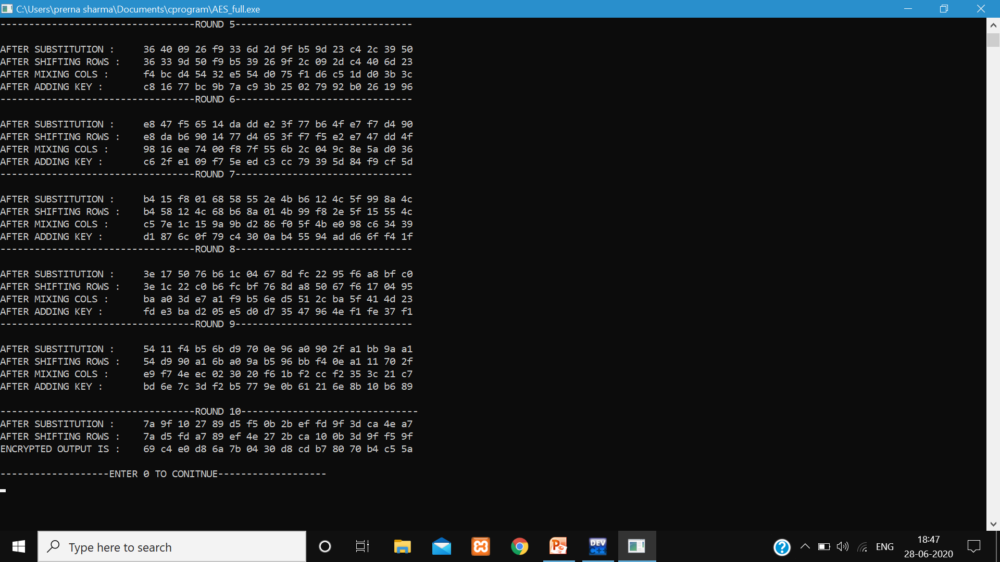 C:\Users\prerna sharma\Documents\cprogram\AES_full.exe
----------------------------------ROUND 5-------------------------------
AFTER SUBSTITUTION :     36 40 09 26 f9 33 6d 2d 9f b5 9d 23 c4 2c 39 50
AFTER SHIFTING ROWS :    36 33 9d 50 f9 b5 39 26 9f 2c 09 2d c4 40 6d 23
AFTER MIXING COLS :      f4 bc d4 54 32 e5 54 d0 75 f1 d6 c5 1d d0 3b 3c
AFTER ADDING KEY :       c8 16 77 bc 9b 7a c9 3b 25 02 79 92 b0 26 19 96
----------------------------------ROUND 6-------------------------------
AFTER SUBSTITUTION :     e8 47 f5 65 14 da dd e2 3f 77 b6 4f e7 f7 d4 90
AFTER SHIFTING ROWS :    e8 da b6 90 14 77 d4 65 3f f7 f5 e2 e7 47 dd 4f
AFTER MIXING COLS :      98 16 ee 74 00 f8 7f 55 6b 2c 04 9c 8e 5a d0 36
AFTER ADDING KEY :       c6 2f e1 09 f7 5e ed c3 cc 79 39 5d 84 f9 cf 5d
----------------------------------ROUND 7-------------------------------
AFTER SUBSTITUTION :     b4 15 f8 01 68 58 55 2e 4b b6 12 4c 5f 99 8a 4c
AFTER SHIFTING ROWS :    b4 58 12 4c 68 b6 8a 01 4b 99 f8 2e 5f 15 55 4c
AFTER MIXING COLS :      c5 7e 1c 15 9a 9b d2 86 f0 5f 4b e0 98 c6 34 39
AFTER ADDING KEY :       d1 87 6c 0f 79 c4 30 0a b4 55 94 ad d6 6f f4 1f
----------------------------------ROUND 8-------------------------------
AFTER SUBSTITUTION :     3e 17 50 76 b6 1c 04 67 8d fc 22 95 f6 a8 bf c0
AFTER SHIFTING ROWS :    3e 1c 22 c0 b6 fc bf 76 8d a8 50 67 f6 17 04 95
AFTER MIXING COLS :      ba a0 3d e7 a1 f9 b5 6e d5 51 2c ba 5f 41 4d 23
AFTER ADDING KEY :       fd e3 ba d2 05 e5 d0 d7 35 47 96 4e f1 fe 37 f1
----------------------------------ROUND 9-------------------------------
AFTER SUBSTITUTION :     54 11 f4 b5 6b d9 70 0e 96 a0 90 2f a1 bb 9a a1
AFTER SHIFTING ROWS :    54 d9 90 a1 6b a0 9a b5 96 bb f4 0e a1 11 70 2f
AFTER MIXING COLS :      e9 f7 4e ec 02 30 20 f6 1b f2 cc f2 35 3c 21 c7
AFTER ADDING KEY :       bd 6e 7c 3d f2 b5 77 9e 0b 61 21 6e 8b 10 b6 89
----------------------------------ROUND 10-------------------------------
AFTER SUBSTITUTION :     7a 9f 10 27 89 d5 f5 0b 2b ef fd 9f 3d ca 4e a7
AFTER SHIFTING ROWS :    7a d5 fd a7 89 ef 4e 27 2b ca 10 0b 3d 9f f5 9f
ENCRYPTED OUTPUT IS :    69 c4 e0 d8 6a 7b 04 30 d8 cd b7 80 70 b4 c5 5a
-------------------ENTER 0 TO CONITNUE-------------------
Type here to search
DEV C++
ENG
18:47
28-06-2020